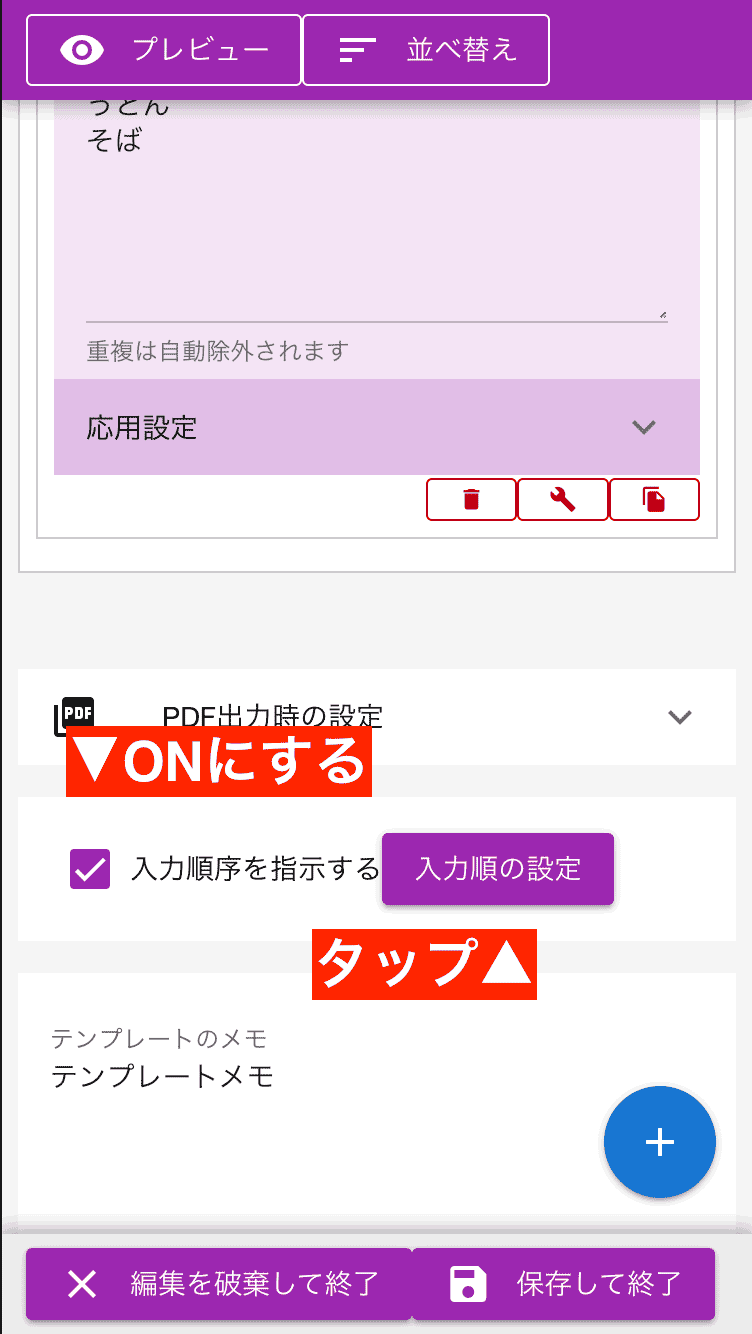 プレビュー
並べ替え
うどん
そば
重複は自動除外されます
応用設定
PDF
PDF出力時の設定
▼ONにする
入力順序を指示する
入力順の設定
タップ▲
テンプレートのメモ
テンプレートメモ
編集を破棄して終了
保存して終了